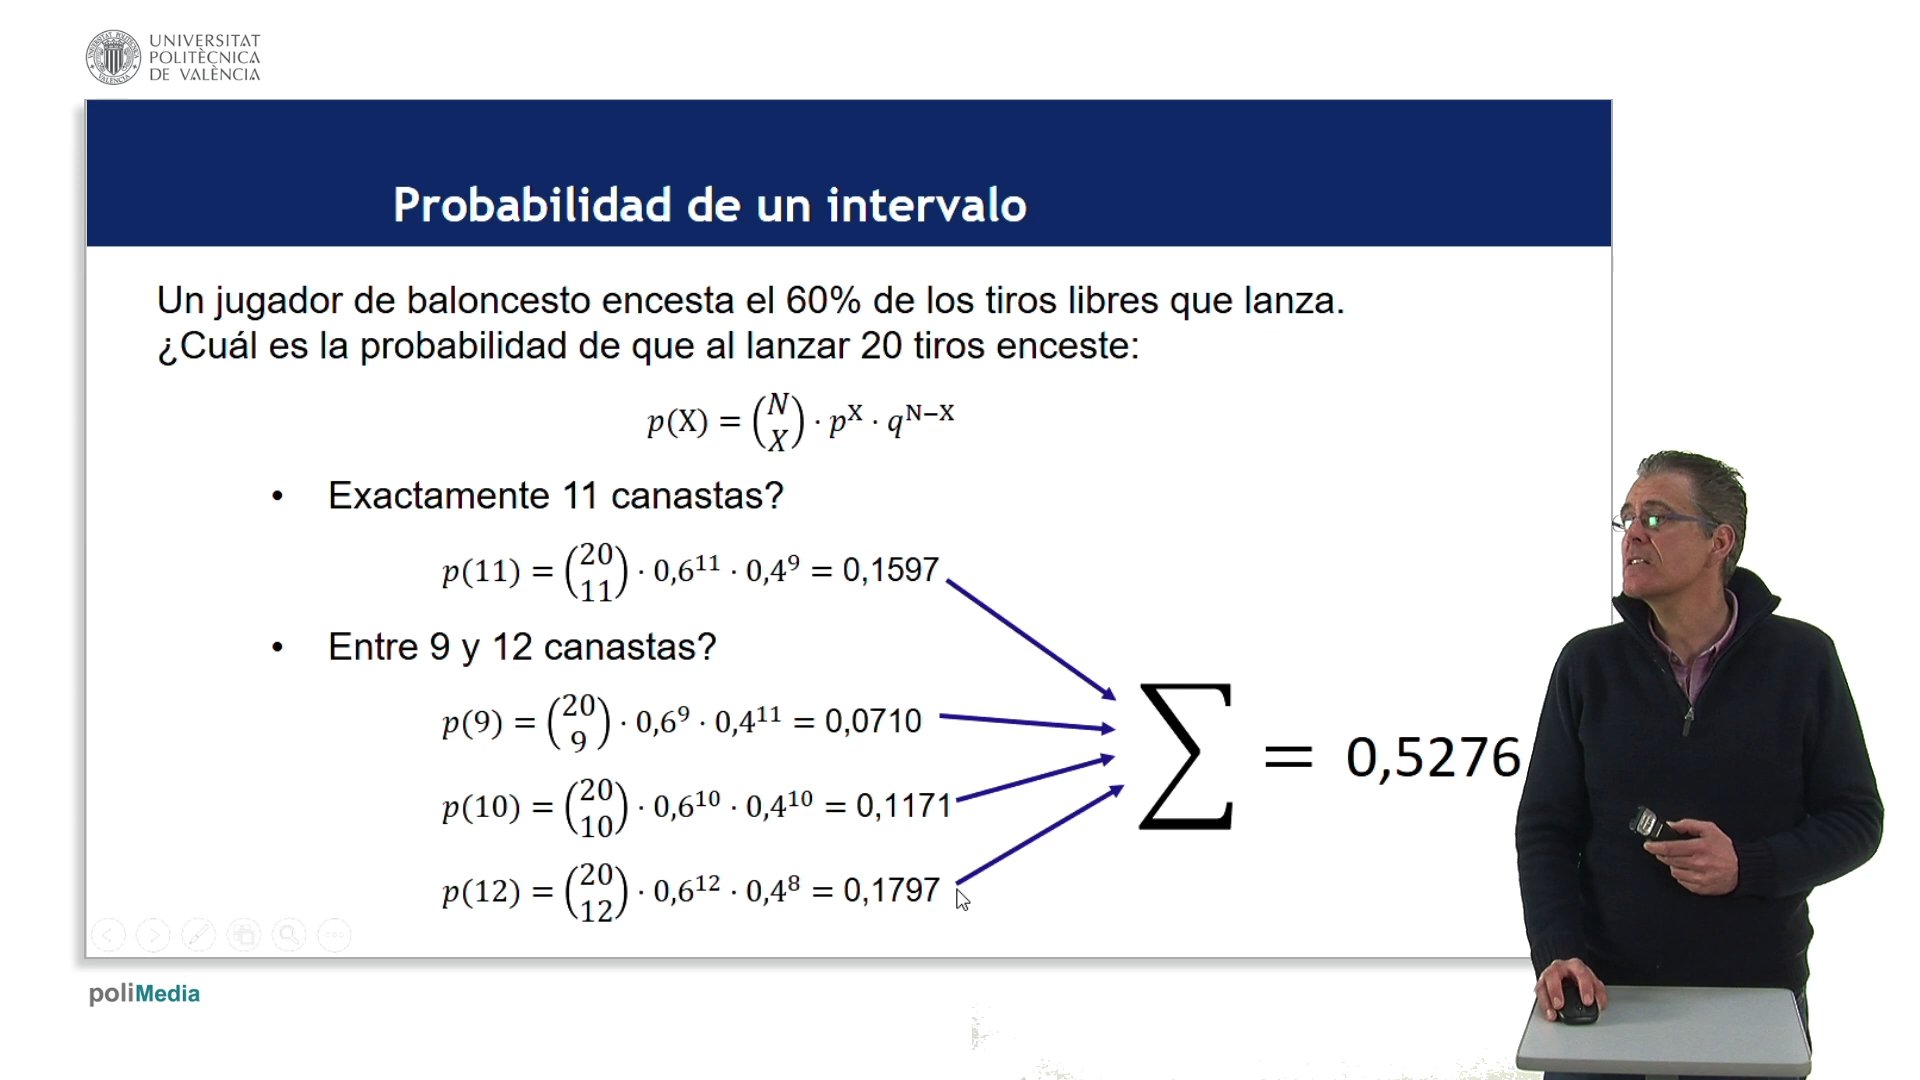 UNIVERSITAT
POLITÈCNICA
DE VALÈNCIA
Probabilidad de un intervalo
Un jugador de baloncesto encesta el 60% de los tiros libres que lanza.
¿Cuál es la probabilidad de que al lanzar 20 tiros enceste:
p(X) = (N X) · p^X · q^(N−X)
• Exactamente 11 canastas?
p(11) = (20 11) · 0,6^11 · 0,4^9 = 0,1597
• Entre 9 y 12 canastas?
p(9) = (20 9) · 0,6^9 · 0,4^11 = 0,0710
p(10) = (20 10) · 0,6^10 · 0,4^10 = 0,1171
p(12) = (20 12) · 0,6^12 · 0,4^8 = 0,1797
∑ = 0,5276
poliMedia